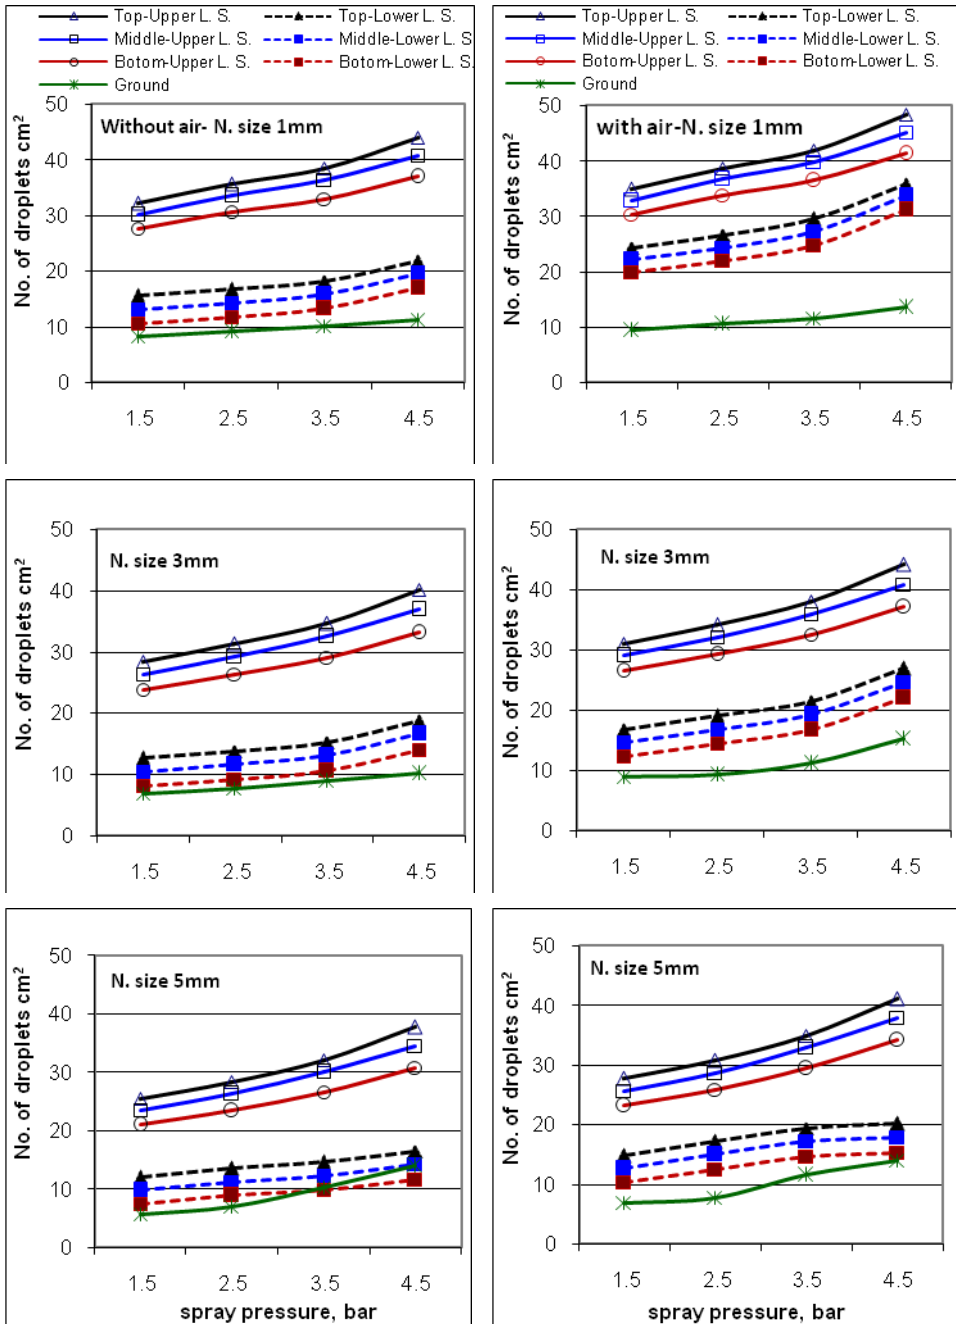 Top-Upper L. S. Top-Lower L. S.
Middle-Upper L. S. Middle-Lower L. S.
Botom-Upper L. S. Botom-Lower L. S.
Ground
Without air- N. size 1mm
No. of droplets cm²
50
40
30
20
10
0
1.5 2.5 3.5 4.5
Top-Upper L. S. Top-Lower L. S.
Middle-Upper L. S. Middle-Lower L. S.
Botom-Upper L. S. Botom-Lower L. S.
Ground
with air-N. size 1mm
No. of droplets cm²
50
40
30
20
10
0
1.5 2.5 3.5 4.5
N. size 3mm
No. of droplets cm²
50
40
30
20
10
0
1.5 2.5 3.5 4.5
N. size 3mm
No. of droplets cm²
50
40
30
20
10
0
1.5 2.5 3.5 4.5
N. size 5mm
No. of droplets cm²
50
40
30
20
10
0
1.5 2.5 3.5 4.5
spray pressure, bar
N. size 5mm
No. of droplets cm²
50
40
30
20
10
0
1.5 2.5 3.5 4.5
spray pressure, bar